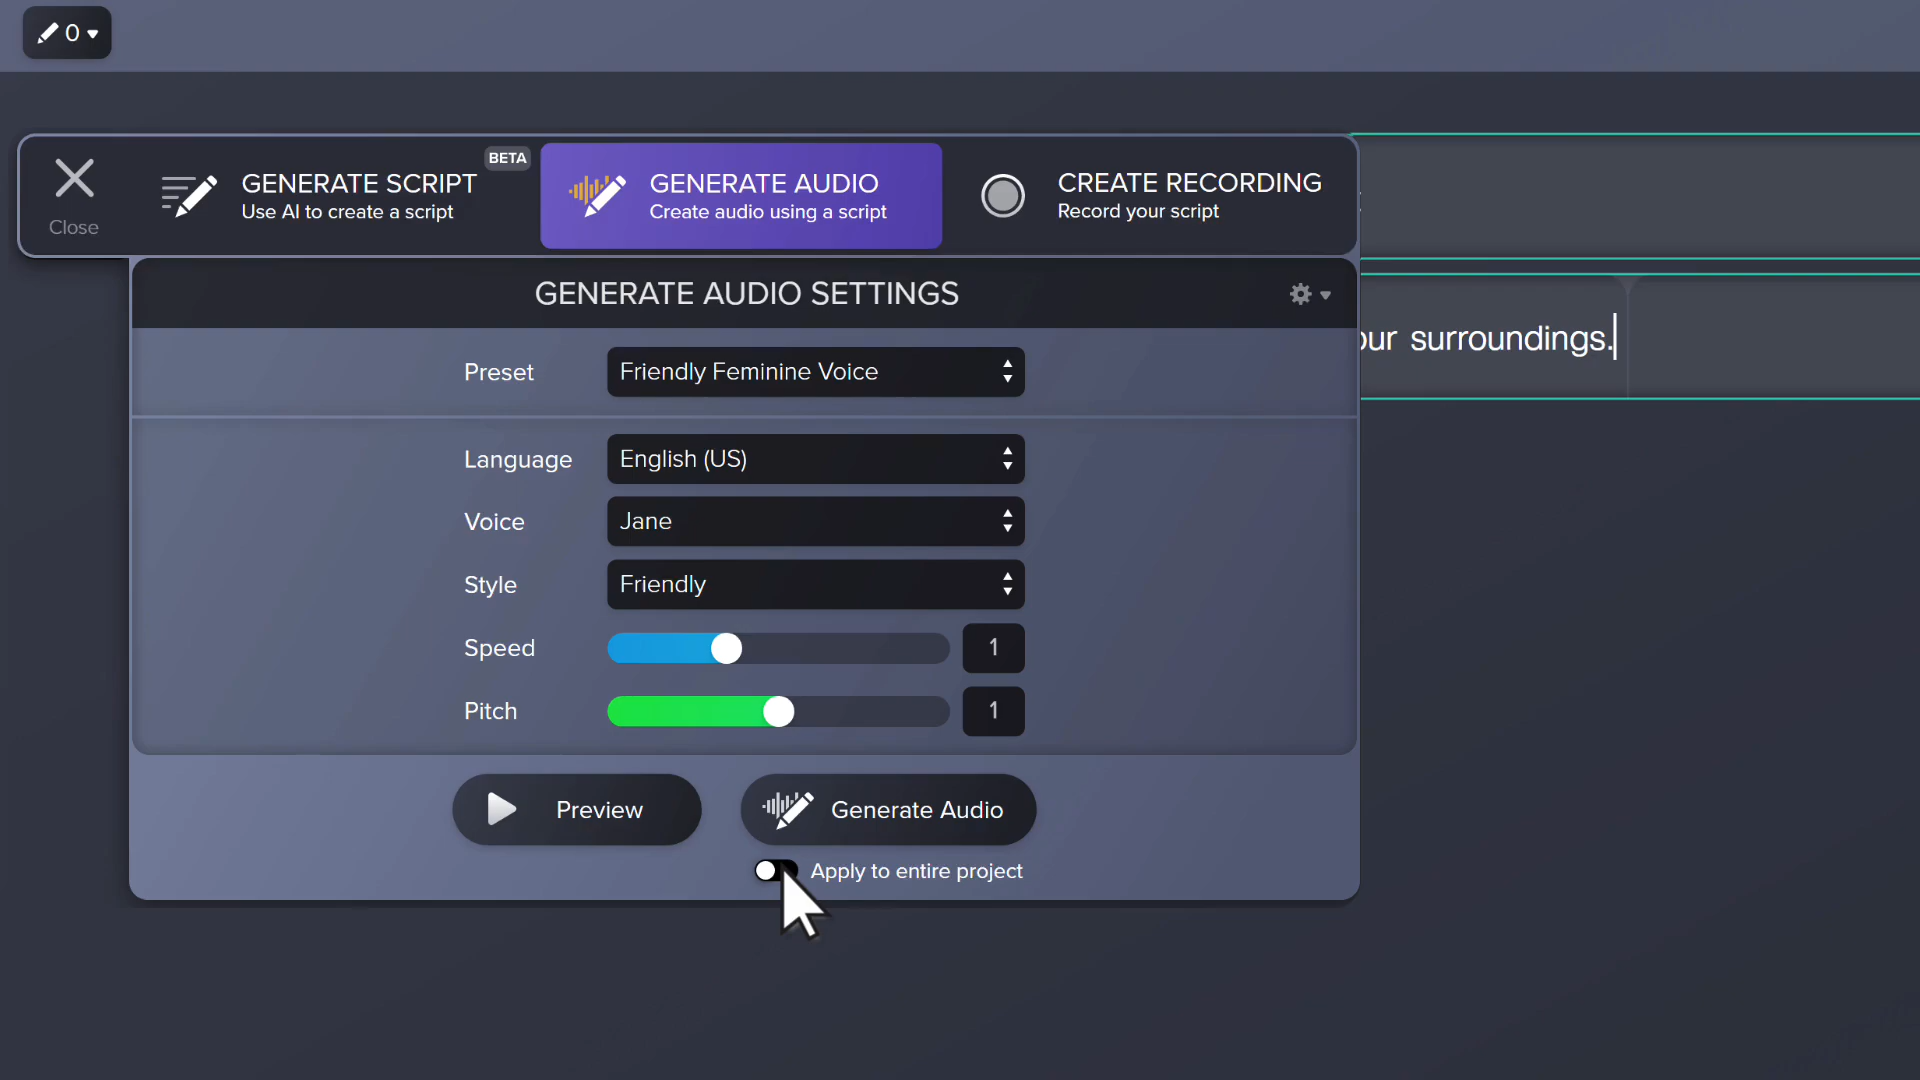 0
Close
GENERATE SCRIPT
BETA
Use AI to create a script
GENERATE AUDIO
Create audio using a script
CREATE RECORDING
Record your script
GENERATE AUDIO SETTINGS
Preset
Friendly Feminine Voice
Language
English (US)
Voice
Jane
Style
Friendly
Speed
1
Pitch
1
Preview
Generate Audio
Apply to entire project
surroundings.